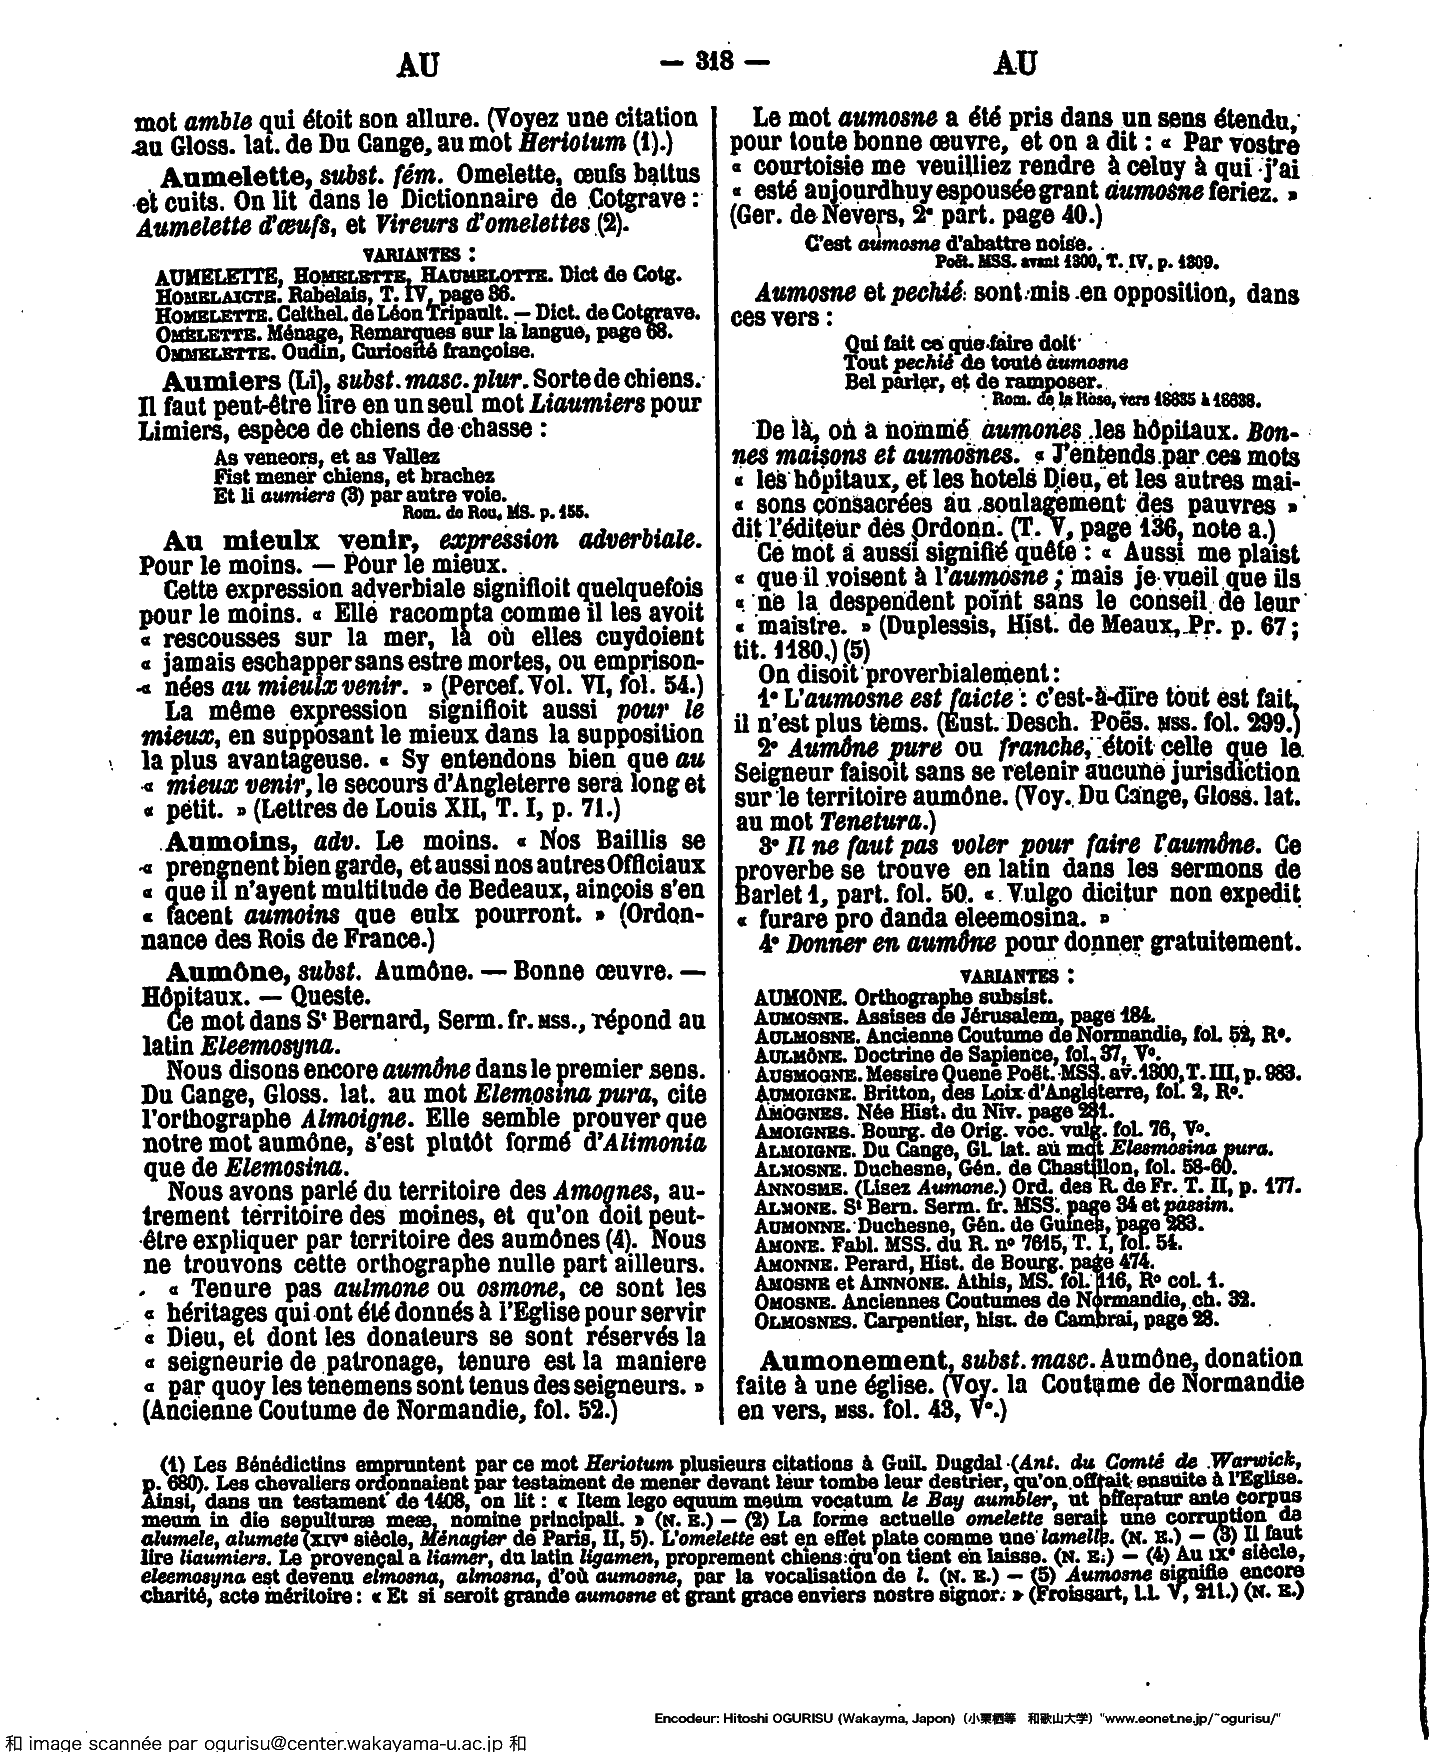 AU — 318 — AU
mot amble qui étoit son allure. (Voyez une citation
au Gloss. lat. de Du Cange, au mot Heriotum (1).)
Aumelette, subst. fém. Omelette, œufs battus
et cuits. On lit dans le Dictionnaire de Cotgrave :
Aumelette d'œufs, et Vireurs d'omelettes (2).
VARIANTES :
AUMELETTE, HOMELETTE, HAUMELOTTE. Dict de Cotg.
HOMELAICTE. Rabelais, T. IV, page 36.
HOMELETTE. Celthel. de Léon Tripault. — Dict. de Cotgrave.
OMELETTE. Ménage, Remarques sur la langue, page 68.
OMMELETTE. Oudin, Curiosité françoise.
Aumiers (Li), subst. masc. plur. Sorte de chiens.
Il faut peut-être lire en un seul mot Liaumiers pour
Limiers, espèce de chiens de chasse :
As veneors, et as Vallez
Fist mener chiens, et brachez
Et li aumiers (3) par autre voie.
Rom. de Rou, MS. p. 155.
Au mieulx venir, expression adverbiale.
Pour le moins. — Pour le mieux.
Cette expression adverbiale signifioit quelquefois
pour le moins. « Elle racompta comme il les avoit
« rescousses sur la mer, là où elles cuydoient
« jamais eschapper sans estre mortes, ou emprison-
« nées au mieulx venir. » (Percef. Vol. VI, fol. 54.)
La même expression signifioit aussi pour le
mieux, en supposant le mieux dans la supposition
la plus avantageuse. « Sy entendons bien que au
« mieux venir, le secours d'Angleterre sera long et
« petit. » (Lettres de Louis XII, T. I, p. 71.)
Aumoins, adv. Le moins. « Nos Baillis se
« prengnent bien garde, et aussi nos autres Officiaux
« que il n'ayent multitude de Bedeaux, ainçois s'en
« facent aumoins que eulx pourront. » (Ordon-
nance des Rois de France.)
Aumône, subst. Aumône. — Bonne œuvre. —
Hôpitaux. — Queste.
Ce mot dans St Bernard, Serm. fr. MSS., répond au
latin Eleemosyna.
Nous disons encore aumône dans le premier sens.
Du Cange, Gloss. lat. au mot Elemosina pura, cite
l'orthographe Almoigne. Elle semble prouver que
notre mot aumône, s'est plutôt formé d'Alimonia
que de Elemosina.
Nous avons parlé du territoire des Amognes, au-
trement territoire des moines, et qu'on doit peut-
être expliquer par territoire des aumônes (4). Nous
ne trouvons cette orthographe nulle part ailleurs.
« Tenure pas aulmone ou osmone, ce sont les
« héritages qui ont été donnés à l'Eglise pour servir
« Dieu, et dont les donateurs se sont réservés la
« seigneurie de patronage, tenure est la maniere
« par quoy les tenemens sont tenus des seigneurs. »
(Ancienne Coutume de Normandie, fol. 52.)
Le mot aumosne a été pris dans un sens étendu,
pour toute bonne œuvre, et on a dit : « Par vostre
« courtoisie me veuilliez rendre à celuy à qui j'ai
« esté aujourdhuy espousée grant aumosne feriez. »
(Ger. de Nevers, 2e part. page 40.)
C'est aumosne d'abattre noise.
Poët. MSS. avant 1300, T. IV, p. 1309.
Aumosne et pechié sont mis en opposition, dans
ces vers :
Qui fait ce que faire doit
Tout pechié de touté aumosne
Bel parler, et de ramposer.
Rom. de la Rose, vers 16635 à 16638.
De là, on a nommé aumones les hôpitaux. Bon-
nes maisons et aumosnes. « J'entends par ces mots
« les hôpitaux, et les hotels Dieu, et les autres mai-
« sons consacrées au soulagement des pauvres »
dit l'éditeur des Ordonn. (T. V, page 136, note a.)
Ce mot a aussi signifié quête : « Aussi me plaist
« que il voisent à l'aumosne ; mais je vueil que ils
« ne la despendent point sans le conseil de leur
« maistre. » (Duplessis, Hist. de Meaux, Pr. p. 67 ;
tit. 1180.) (5)
On disoit proverbialement :
1° L'aumosne est faicte : c'est-à-dire tout est fait,
il n'est plus tems. (Eust. Desch. Poës. MSS. fol. 299.)
2° Aumône pure ou franche, étoit celle que le
Seigneur faisoit sans se retenir aucune jurisdiction
sur le territoire aumône. (Voy. Du Cange, Gloss. lat.
au mot Tenetura.)
3° Il ne faut pas voler pour faire l'aumône. Ce
proverbe se trouve en latin dans les sermons de
Barlet 1, part. fol. 50. « Vulgo dicitur non expedit
« furare pro danda eleemosina. »
4° Donner en aumône pour donner gratuitement.
VARIANTES :
AUMONE. Orthographe subsist.
AUMOSNE. Assises de Jérusalem, page 184.
AULMOSNE. Ancienne Coutume de Normandie, fol. 52, R°.
AULMÔNE. Doctrine de Sapience, fol. 37, V°.
AUSMOGNE. Messire Quene Poët. MSS. av. 1300, T. III, p. 983.
AUMOIGNE. Britton, des Loix d'Angleterre, fol. 2, R°.
AMOGNES. Née Hist. du Niv. page 281.
AMOIGNES. Bourg. de Orig. voc. vulg. fol. 76, V°.
ALMOIGNE. Du Cange, Gl. lat. au mot Elesmosina pura.
ALMOSNE. Duchesne, Gén. de Chastillon, fol. 58-60.
ANNOSME. (Lisez Aumone.) Ord. des R. de Fr. T. II, p. 177.
ALMONE. St Bern. Serm. fr. MSS. page 34 et passim.
AUMONNE. Duchesne, Gén. de Guines, page 283.
AMONE. Fabl. MSS. du R. n° 7615, T. I, fol. 54.
AMONNE. Perard, Hist. de Bourg. page 474.
AMOSNE et AINNONE. Athis, MS. fol. 116, R° col. 1.
OMOSNE. Anciennes Coutumes de Normandie, ch. 32.
OLMOSNES. Carpentier, hist. de Cambrai, page 28.
Aumonement, subst. masc. Aumône, donation
faite à une église. (Voy. la Coutume de Normandie
en vers, MSS. fol. 43, V°.)
(1) Les Bénédictins empruntent par ce mot Heriotum plusieurs citations à Guil. Dugdal (Ant. du Comté de Warwick,
p. 680). Les chevaliers ordonnaient par testament de mener devant leur tombe leur destrier, qu'on offrait ensuite à l'Eglise.
Ainsi, dans un testament de 1408, on lit : « Item lego equum meum vocatum le Bay aumbler, ut offeratur ante corpus
meum in die sepulturæ meæ, nomine principali. » (N. E.) — (2) La forme actuelle omelette serait une corruption de
alumele, alumete (XIVe siècle, Ménagier de Paris, II, 5). L'omelette est en effet plate comme une lamelle. (N. E.) — (3) Il faut
lire liaumiers. Le provençal a liamer, du latin ligamen, proprement chiens qu'on tient en laisse. (N. E.) — (4) Au IXe siècle,
eleemosyna est devenu elmosna, almosna, d'où aumosne, par la vocalisation de l. (N. E.) — (5) Aumosne signifie encore
charité, acte méritoire : « Et si seroit grande aumosne et grant grace enviers nostre signor. » (Froissart, l.l. V, 211.) (N. E.)
Encodeur: Hitoshi OGURISU (Wakayma, Japon) (小栗栖等 和歌山大学) "www.eonet.ne.jp/~ogurisu/"
和 image scannée par ogurisu@center.wakayama-u.ac.jp 和